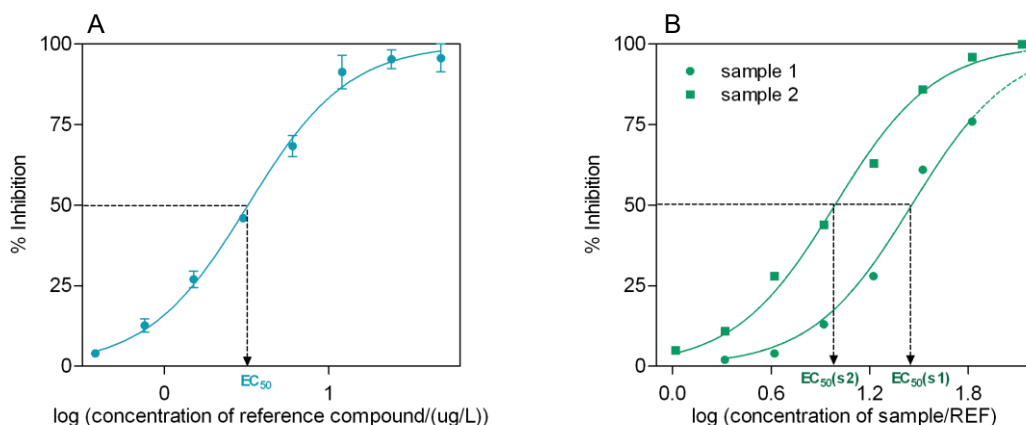 A
% Inhibition
100
75
50
25
0
0
1
EC₅₀
log (concentration of reference compound/(ug/L))
B
% Inhibition
100
75
50
25
0
sample 1
sample 2
0.0
0.6
1.2
1.8
EC₅₀(s2)
EC₅₀(s1)
log (concentration of sample/REF)